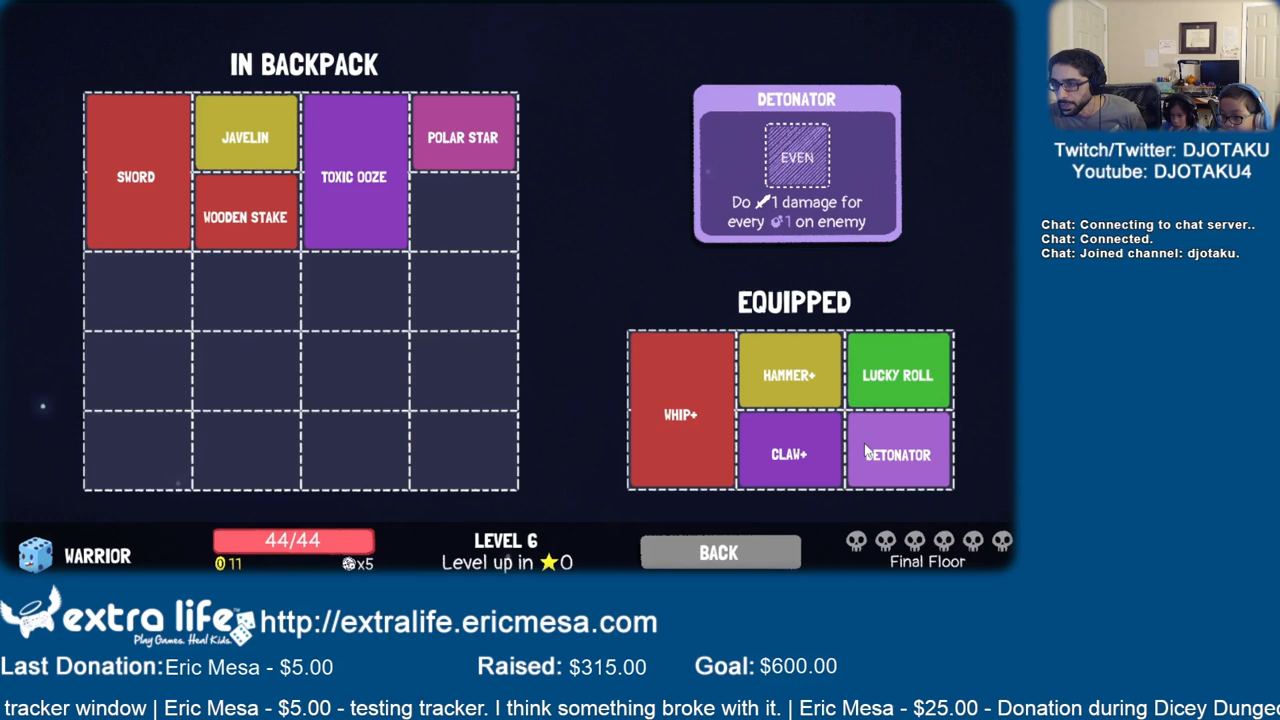 IN BACKPACK
SWORD
JAVELIN
WOODEN STAKE
TOXIC OOZE
POLAR STAR
DETONATOR
EVEN
Do 1 damage for
every 1 on enemy
EQUIPPED
WHIP+
HAMMER+
LUCKY ROLL
CLAW+
DETONATOR
WARRIOR
44/44
11
x5
LEVEL 6
Level up in 0
BACK
Final Floor
Twitch/Twitter: DJOTAKU
Youtube: DJOTAKU4
Chat: Connecting to chat server..
Chat: Connected.
Chat: Joined channel: djotaku.
extra life
Play Games. Heal Kids.
http://extralife.ericmesa.com
Last Donation: Eric Mesa - $5.00
Raised: $315.00
Goal: $600.00
tracker window | Eric Mesa - $5.00 - testing tracker. I think something broke with it. | Eric Mesa - $25.00 - Donation during Dicey Dunge